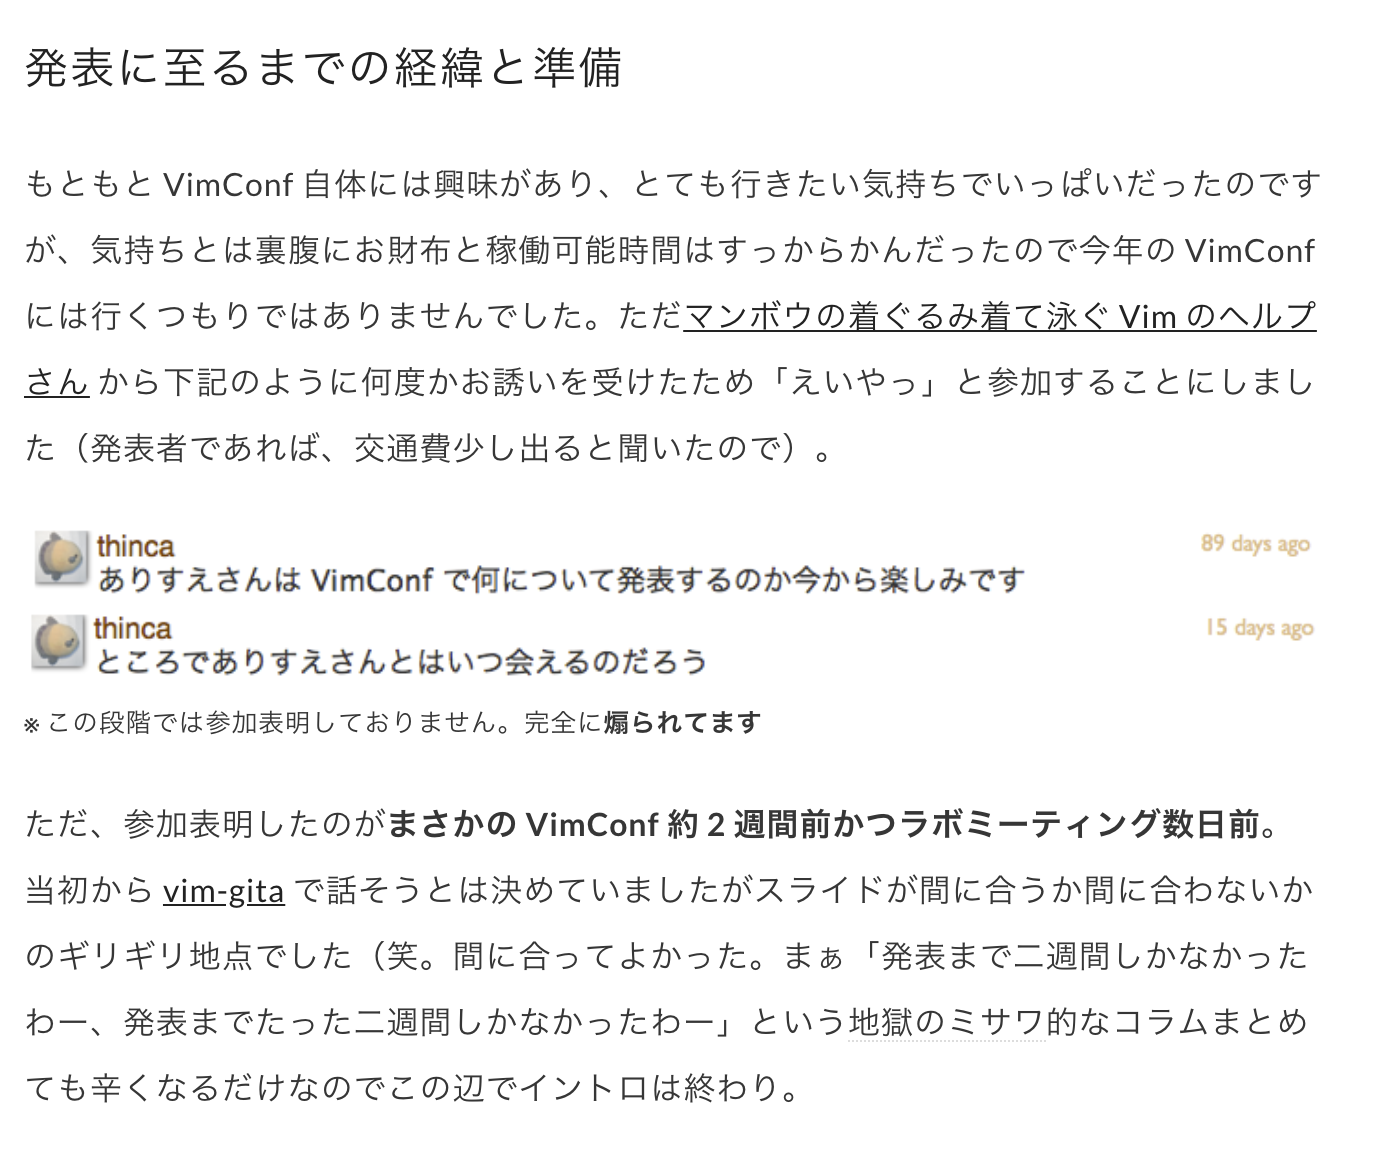 発表に至るまでの経緯と準備
もともと VimConf 自体には興味があり、とても行きたい気持ちでいっぱいだったのです
が、気持ちとは裏腹にお財布と稼働可能時間はすっからかんだったので今年の VimConf
には行くつもりではありませんでした。ただマンボウの着ぐるみ着て泳ぐ Vim のヘルプ
さん から下記のように何度かお誘いを受けたため「えいやっ」と参加することにしまし
た（発表者であれば、交通費少し出ると聞いたので）。
thinca 89 days ago
ありすえさんは VimConf で何について発表するのか今から楽しみです
thinca 15 days ago
ところでありすえさんとはいつ会えるのだろう
※ この段階では参加表明しておりません。完全に煽られてます
ただ、参加表明したのがまさかの VimConf 約 2 週間前かつラボミーティング数日前。
当初から vim-gita で話そうとは決めていましたがスライドが間に合うか間に合わないか
のギリギリ地点でした（笑。間に合ってよかった。まぁ「発表まで二週間しかなかった
わー、発表までたった二週間しかなかったわー」という地獄のミサワ的なコラムまとめ
ても辛くなるだけなのでこの辺でイントロは終わり。